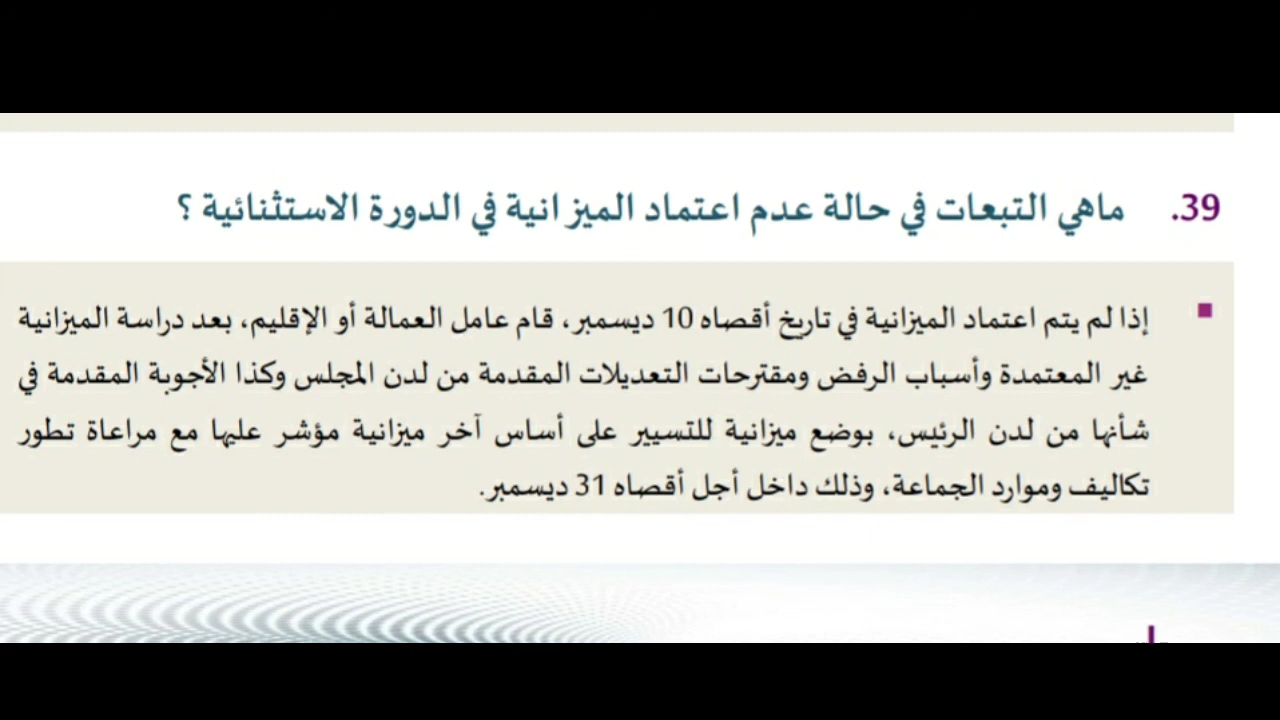 39. ماهي التبعات في حالة عدم اعتماد الميزانية في الدورة الاستثنائية ؟
إذا لم يتم اعتماد الميزانية في تاريخ أقصاه 10 ديسمبر، قام عامل العمالة أو الإقليم، بعد دراسة الميزانية
غير المعتمدة وأسباب الرفض ومقترحات التعديلات المقدمة من لدن المجلس وكذا الأجوبة المقدمة في
شأنها من لدن الرئيس، بوضع ميزانية للتسيير على أساس آخر ميزانية مؤشر عليها مع مراعاة تطور
تكاليف وموارد الجماعة، وذلك داخل أجل أقصاه 31 ديسمبر.